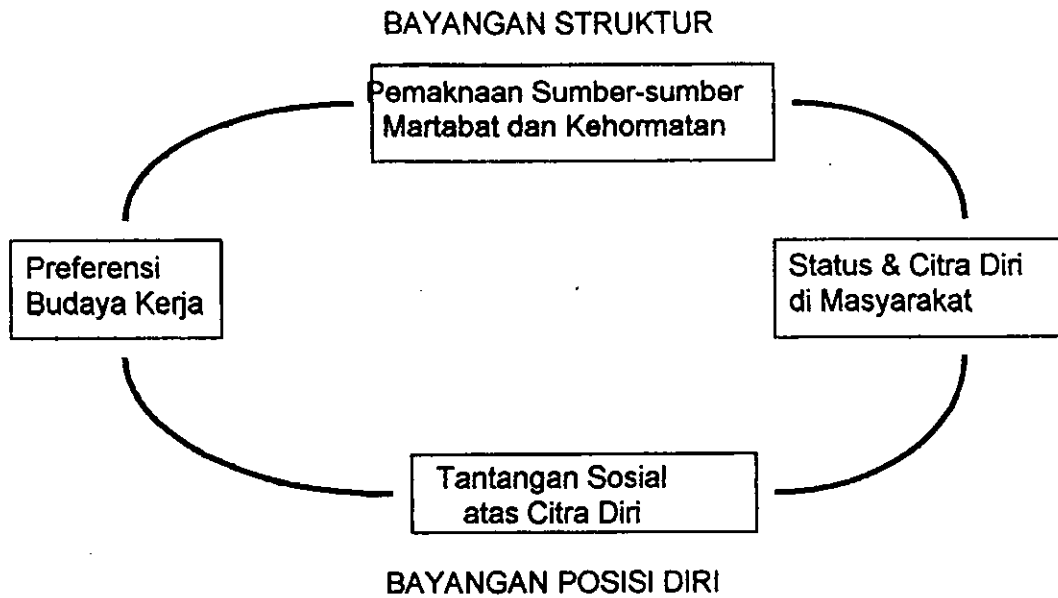 BAYANGAN STRUKTUR
Pemaknaan Sumber-sumber
Martabat dan Kehormatan
Preferensi
Budaya Kerja
Status & Citra Diri
di Masyarakat
Tantangan Sosial
atas Citra Diri
BAYANGAN POSISI DIRI